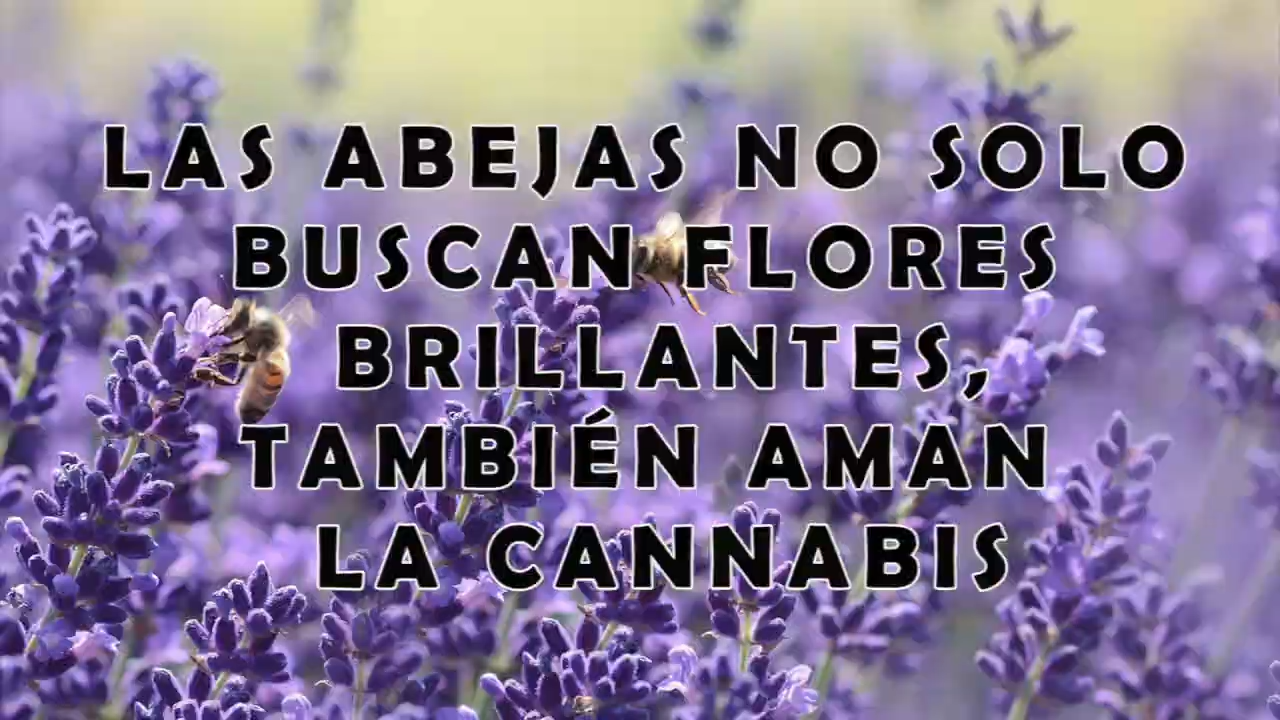 LAS ABEJAS NO SOLO
BUSCAN FLORES
BRILLANTES,
TAMBIÉN AMAN
LA CANNABIS